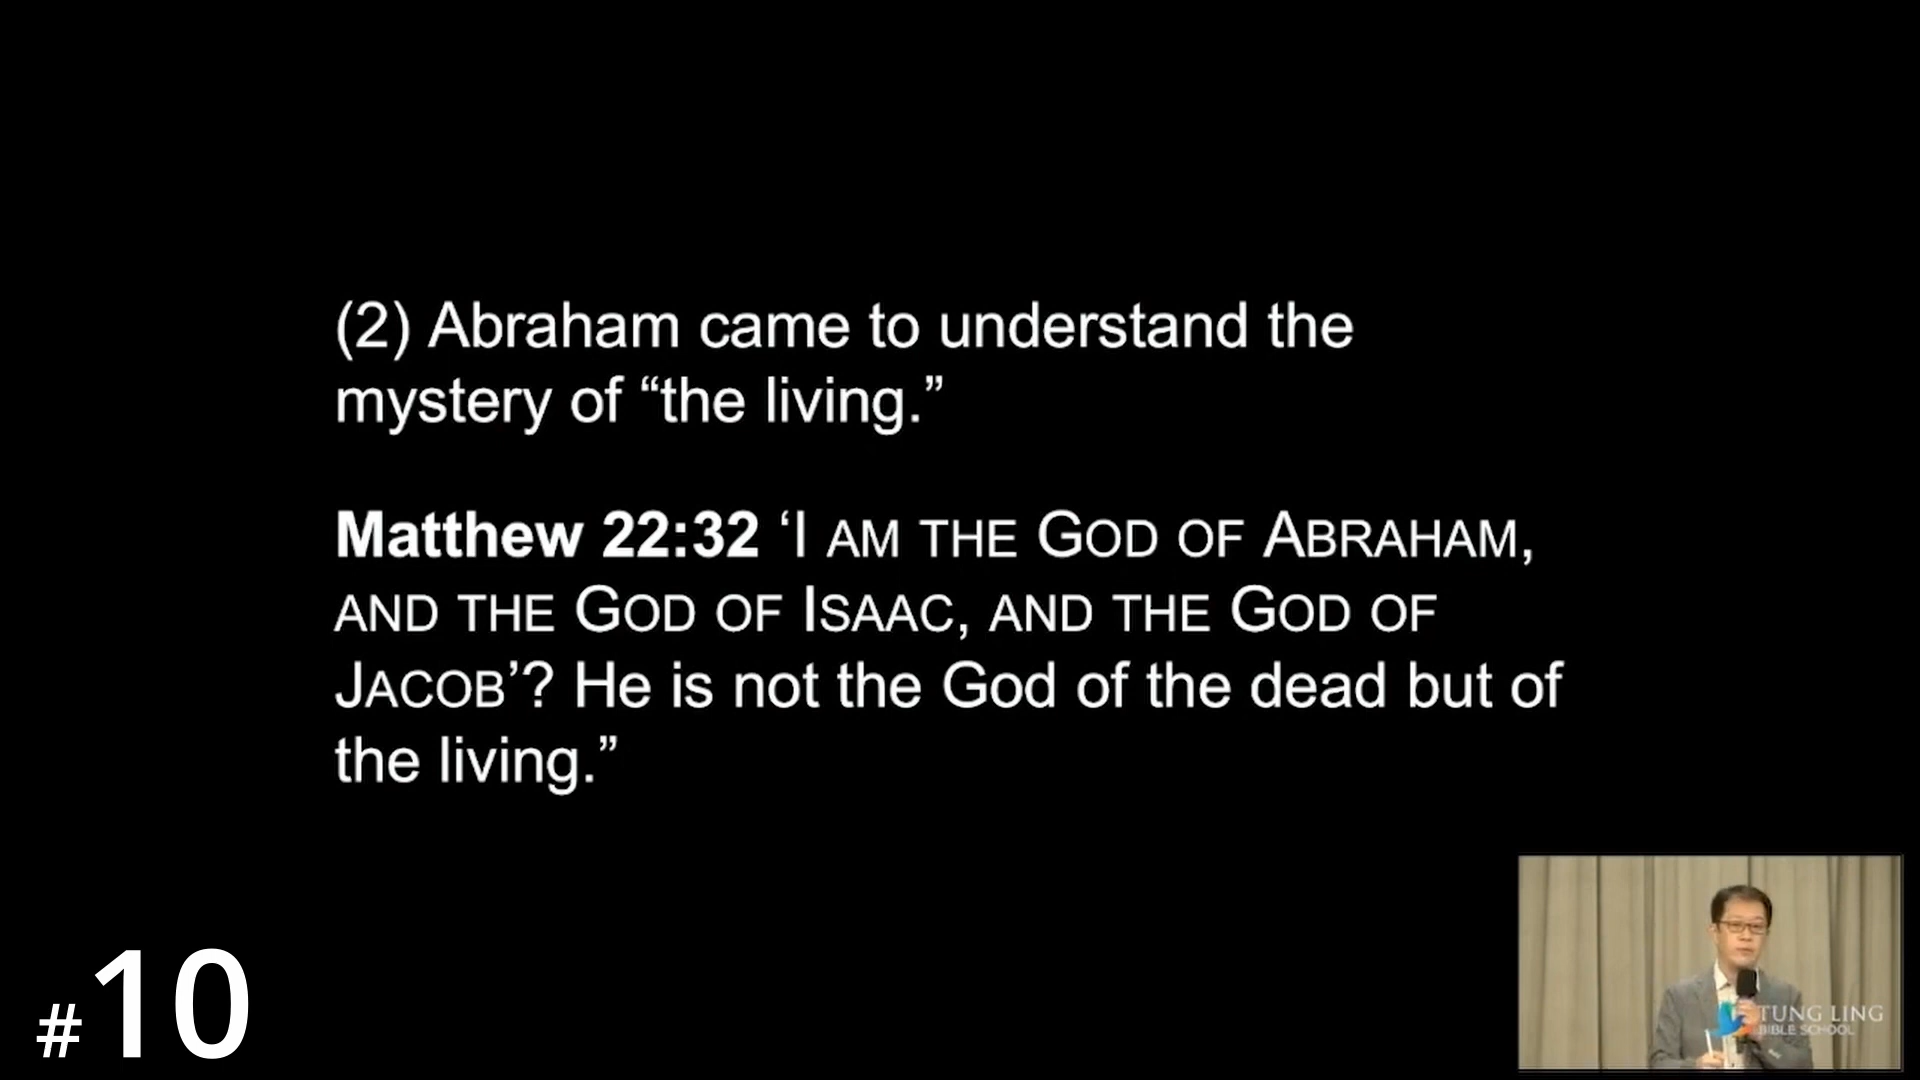 (2) Abraham came to understand the
mystery of “the living.”
Matthew 22:32 ‘I AM THE GOD OF ABRAHAM,
AND THE GOD OF ISAAC, AND THE GOD OF
JACOB’? He is not the God of the dead but of
the living.”
#10
TUNG LING
BIBLE SCHOOL